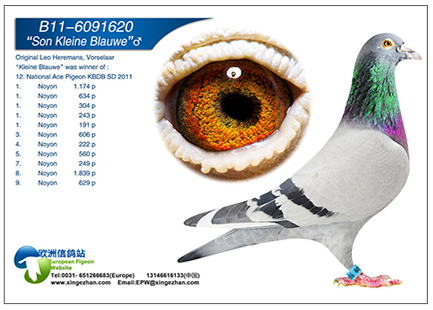 B11-6091620
“Son Kleine Blauwe”♂
Original Leo Heremans, Vorselaar
“Kleine Blauwe” was winner of :
12. National Ace Pigeon KBDB SD 2011
1. Noyon 1.174 p
1. Noyon 634 p
1. Noyon 304 p
1. Noyon 243 p
1. Noyon 191 p
3. Noyon 606 p
4. Noyon 222 p
5. Noyon 560 p
7. Noyon 249 p
8. Noyon 1.839 p
9. Noyon 629 p
欧洲信鸽站
European Pigeon
Website
Tel:0031- 651266683(Europe) 13146616133(中国)
www.xingezhan.com Email:EPW@xingezhan.com